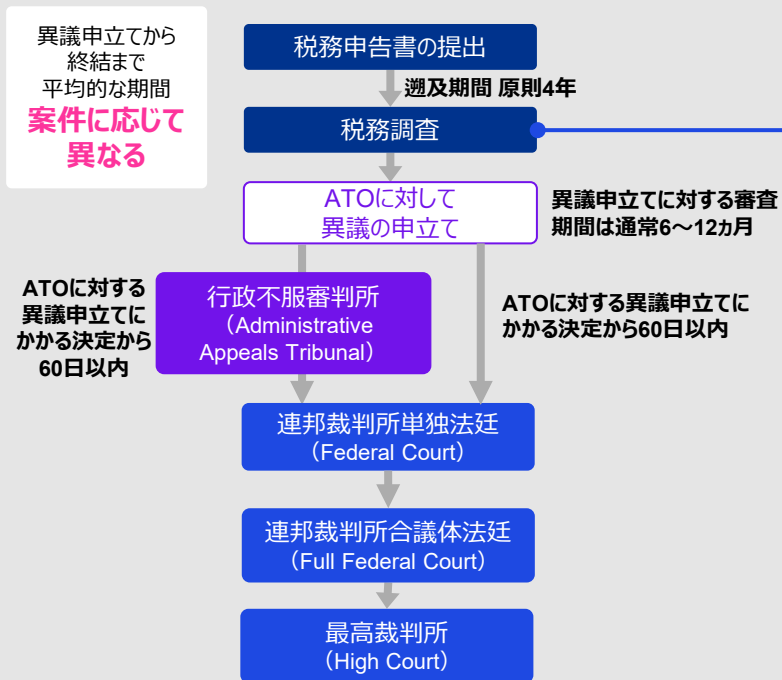 異議申立てから
終結まで
平均的な期間
案件に応じて
異なる
税務申告書の提出
遡及期間 原則4年
税務調査
ATOに対して
異議の申立て
異議申立てに対する審査
期間は通常6～12ヵ月
ATOに対する
異議申立てに
かかる決定から
60日以内
行政不服審判所
（Administrative
Appeals Tribunal）
ATOに対する異議申立てに
かかる決定から60日以内
連邦裁判所単独法廷
（Federal Court）
連邦裁判所合議体法廷
（Full Federal Court）
最高裁判所
（High Court）